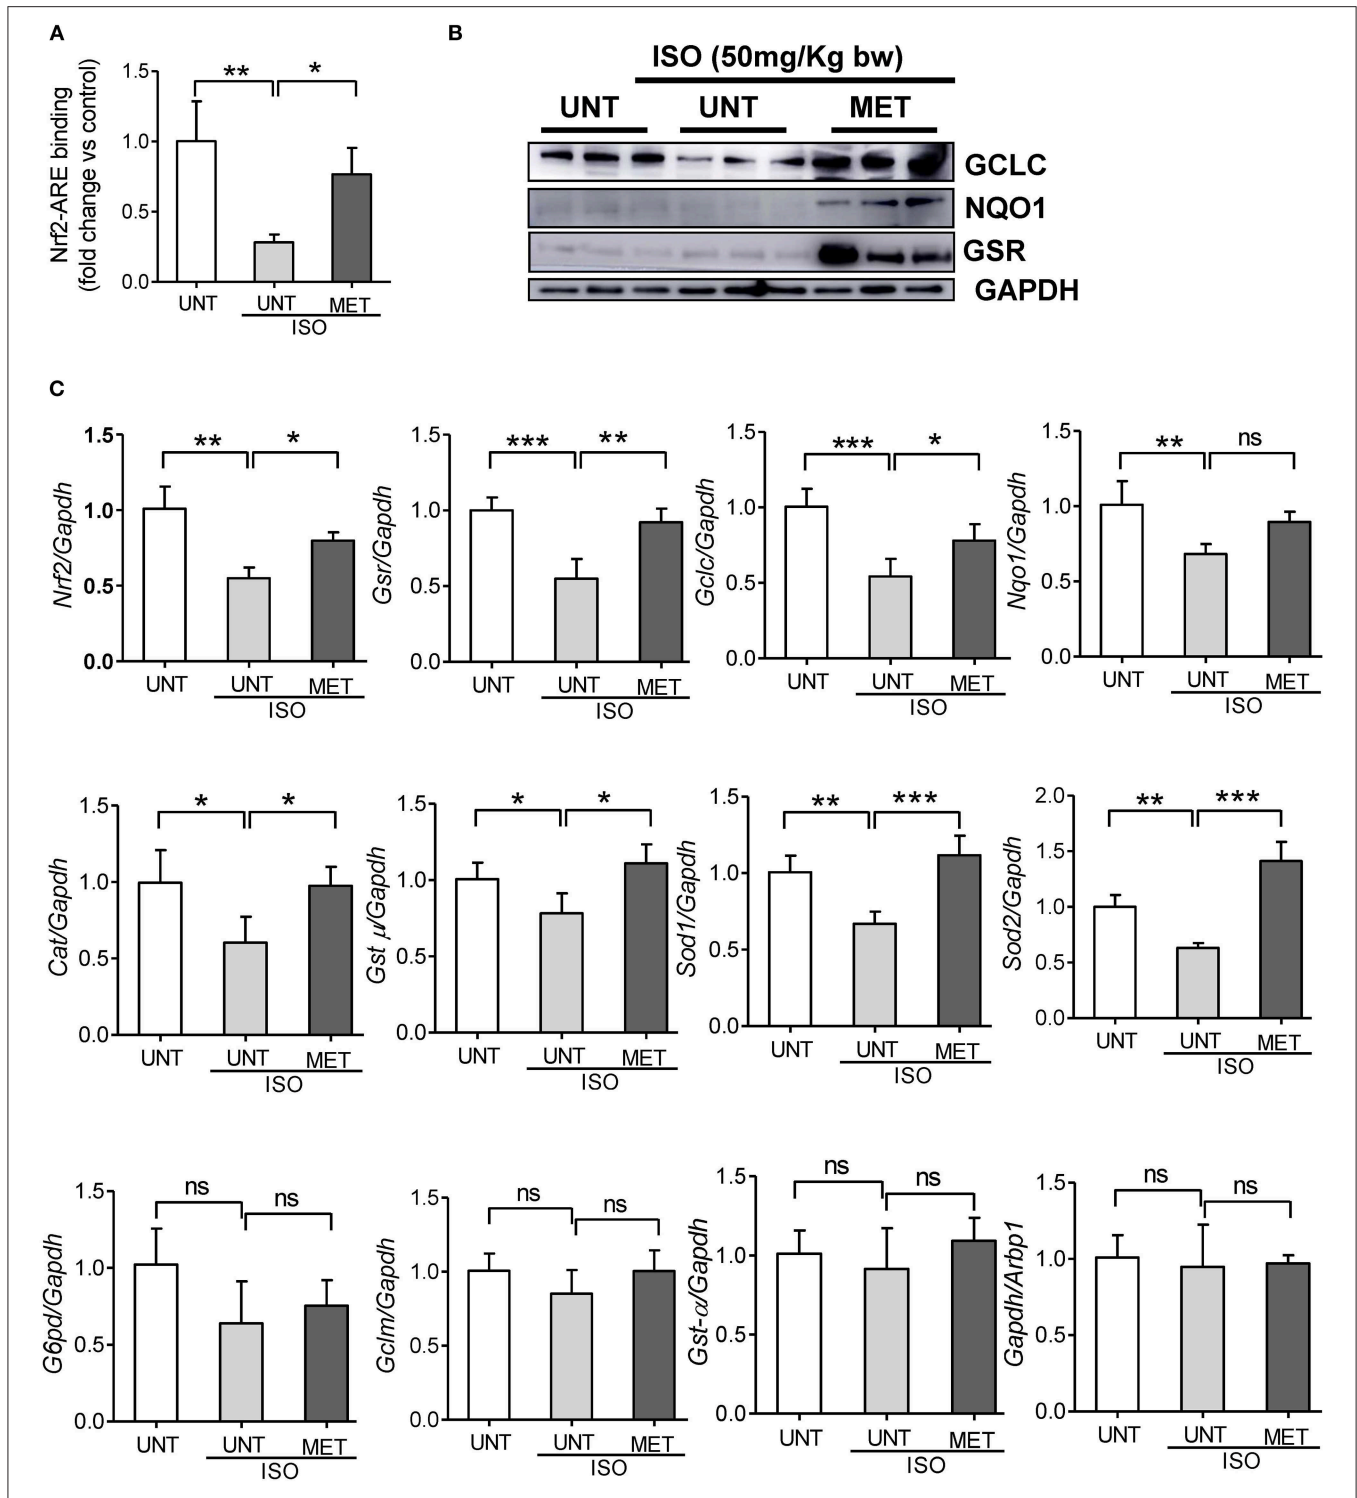 A
Nrf2-ARE binding
(fold change vs control)
1.5
1.0
0.5
0.0
** *
UNT UNT MET
ISO
B
ISO (50mg/Kg bw)
UNT UNT MET
GCLC
NQO1
GSR
GAPDH
C
Nrf2/Gapdh
1.5
1.0
0.5
0.0
** *
UNT UNT MET
ISO
Gsr/Gapdh
1.5
1.0
0.5
0.0
*** **
UNT UNT MET
ISO
Gclc/Gapdh
1.5
1.0
0.5
0.0
*** *
UNT UNT MET
ISO
Nqo1/Gapdh
1.5
1.0
0.5
0.0
** ns
UNT UNT MET
ISO
Cat/Gapdh
1.5
1.0
0.5
0.0
* *
UNT UNT MET
ISO
Gst μ/Gapdh
1.5
1.0
0.5
0.0
* *
UNT UNT MET
ISO
Sod1/Gapdh
1.5
1.0
0.5
0.0
** ***
UNT UNT MET
ISO
Sod2/Gapdh
2.0
1.5
1.0
0.5
0.0
** ***
UNT UNT MET
ISO
G6pd/Gapdh
1.5
1.0
0.5
0.0
ns ns
UNT UNT MET
ISO
Gclm/Gapdh
1.5
1.0
0.5
0.0
ns ns
UNT UNT MET
ISO
Gst-α/Gapdh
1.5
1.0
0.5
0.0
ns ns
UNT UNT MET
ISO
Gapdh/Arbp1
1.5
1.0
0.5
0.0
ns ns
UNT UNT MET
ISO